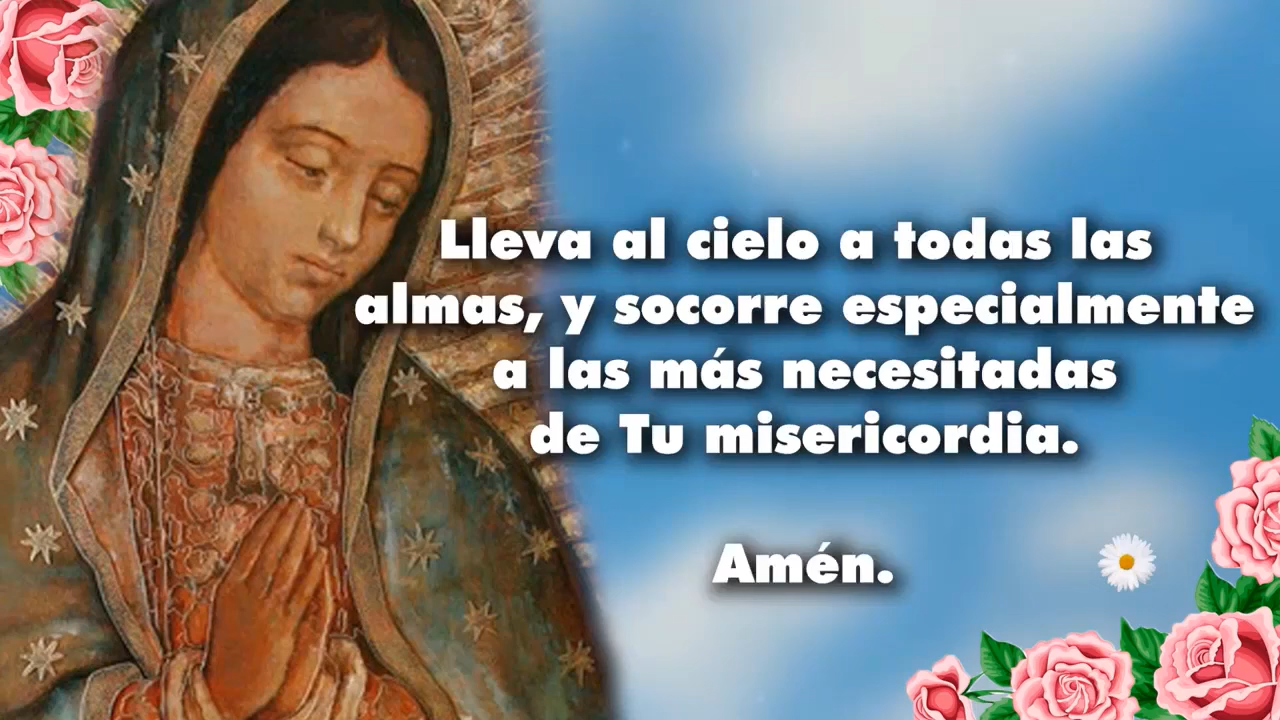 Lleva al cielo a todas las
almas, y socorre especialmente
a las más necesitadas
de Tu misericordia.
Amén.